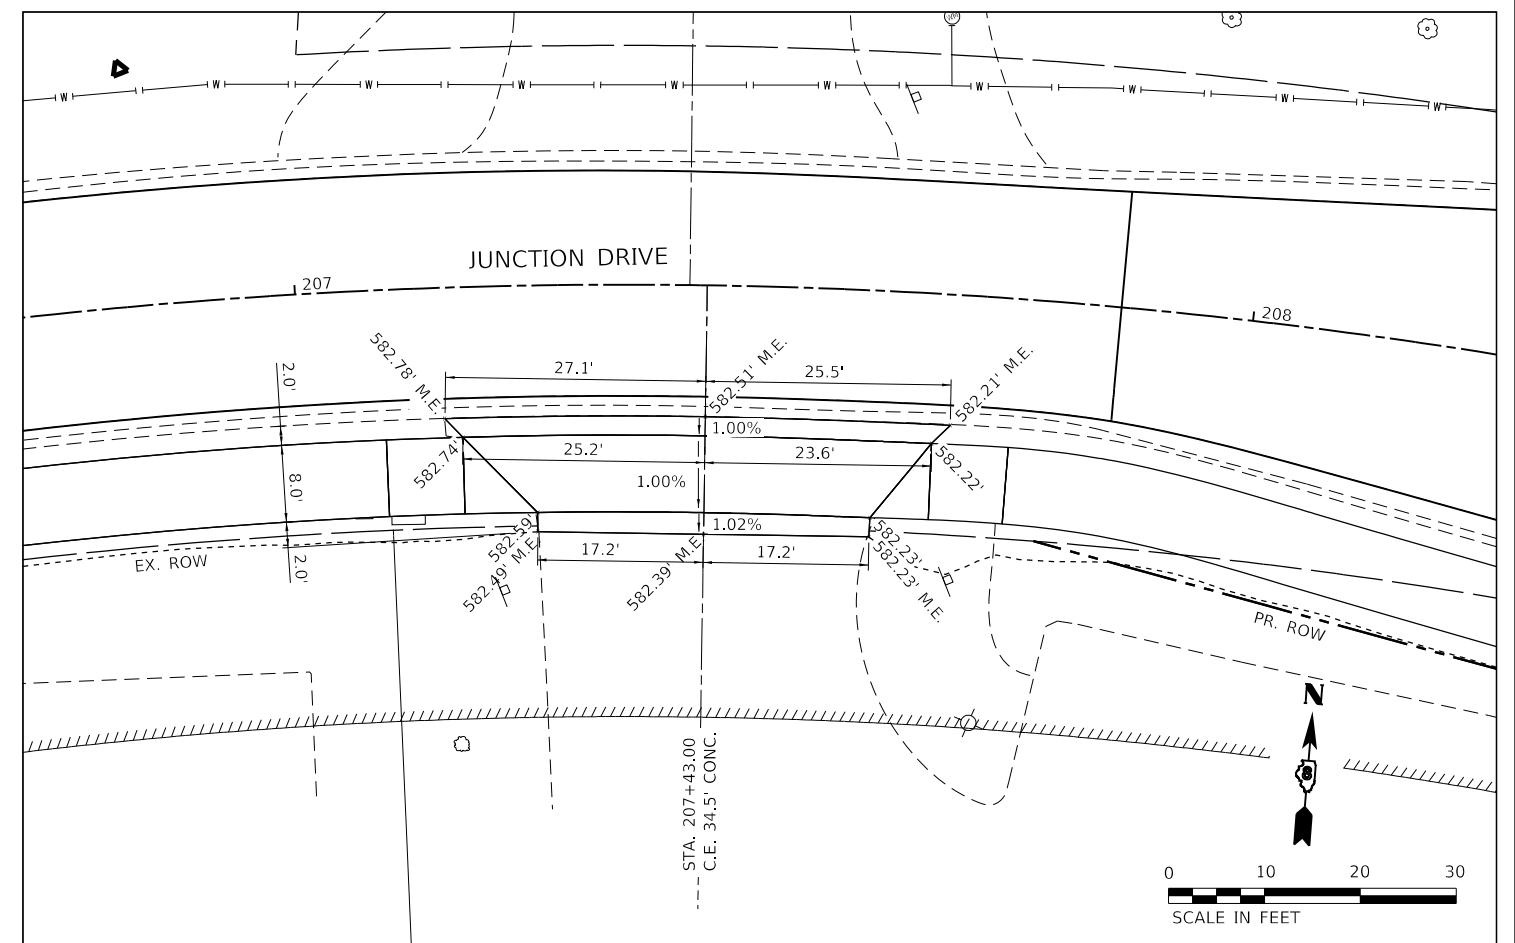 W W W W W W W W W W
JUNCTION DRIVE
207
208
582.78' M.E.
27.1'
582.51' M.E.
25.5'
582.21' M.E.
2.0'
1.00%
582.74'
25.2'
23.6'
582.22'
8.0'
1.00%
1.02%
582.59'
582.49' M.E.
17.2'
582.39' M.E.
17.2'
582.23'
582.23' M.E.
2.0'
EX. ROW
PR. ROW
N
8
STA. 207+43.00
C.E. 34.5' CONC.
0 10 20 30
SCALE IN FEET